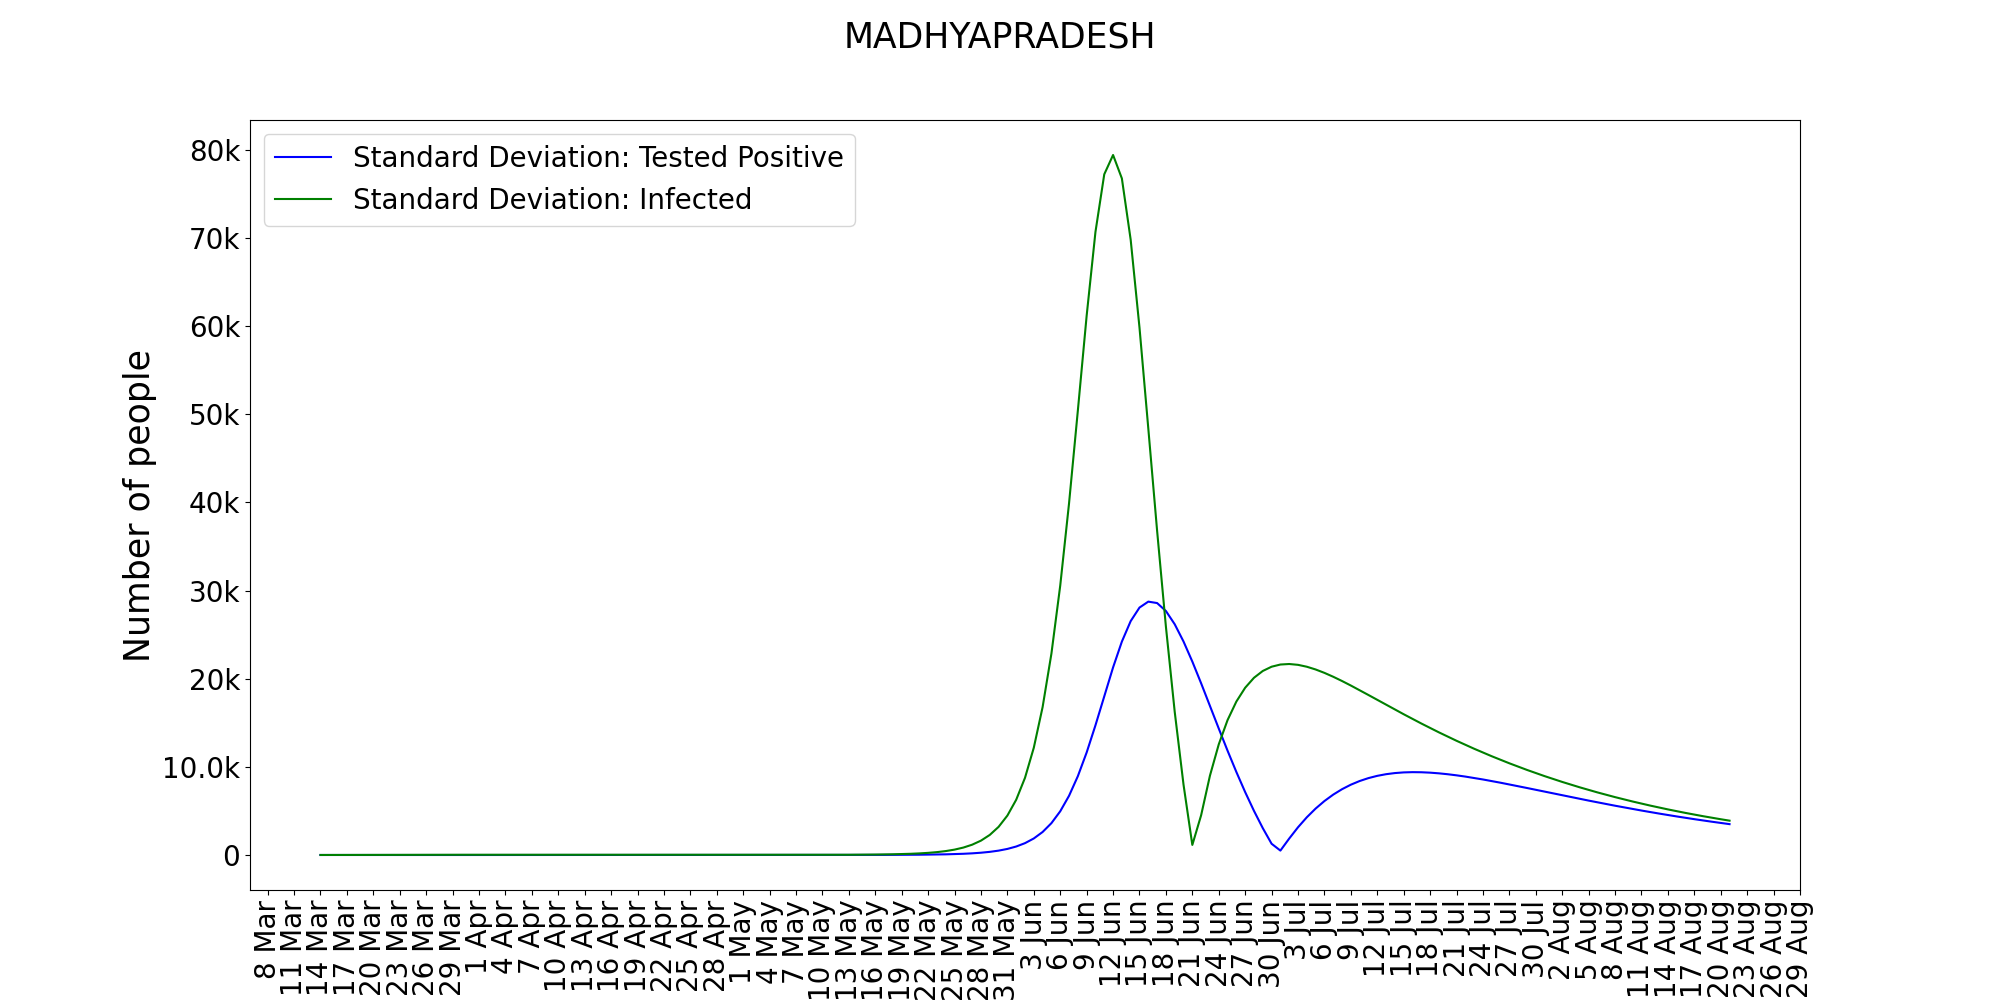 MADHYAPRADESH
Standard Deviation: Tested Positive
Standard Deviation: Infected
Number of people
80k
70k
60k
50k
40k
30k
20k
10.0k
0
8 Mar
11 Mar
14 Mar
17 Mar
20 Mar
23 Mar
26 Mar
29 Mar
1 Apr
4 Apr
7 Apr
10 Apr
13 Apr
16 Apr
19 Apr
22 Apr
25 Apr
28 Apr
1 May
4 May
7 May
10 May
13 May
16 May
19 May
22 May
25 May
28 May
31 May
3 Jun
6 Jun
9 Jun
12 Jun
15 Jun
18 Jun
21 Jun
24 Jun
27 Jun
30 Jun
3 Jul
6 Jul
9 Jul
12 Jul
15 Jul
18 Jul
21 Jul
24 Jul
27 Jul
30 Jul
2 Aug
5 Aug
8 Aug
11 Aug
14 Aug
17 Aug
20 Aug
23 Aug
26 Aug
29 Aug